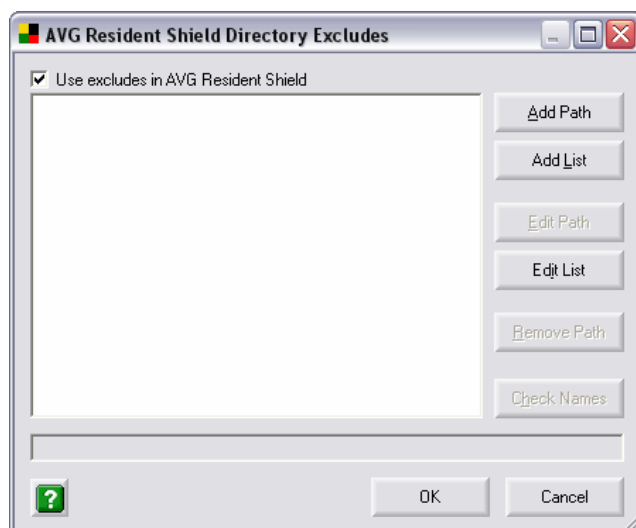 AVG Resident Shield Directory Excludes
Use excludes in AVG Resident Shield
Add Path
Add List
Edit Path
Edit List
Remove Path
Check Names
?
OK
Cancel